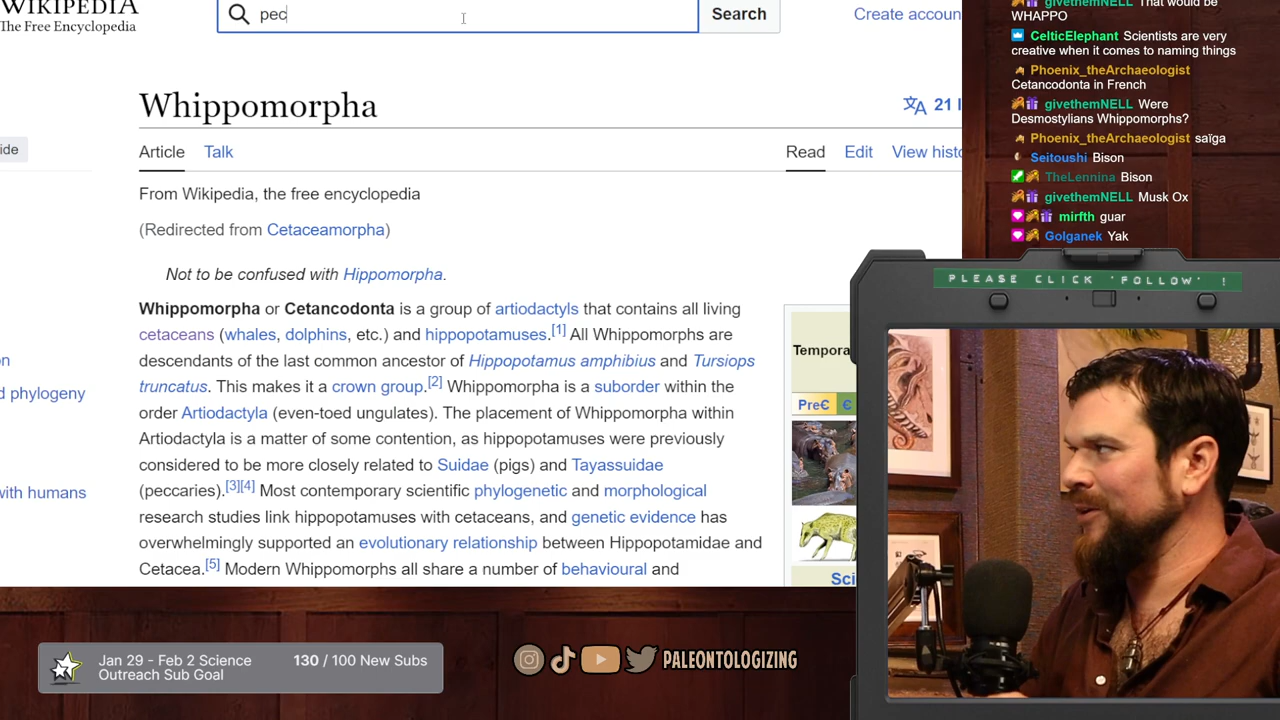 WIKIPEDIA
The Free Encyclopedia
pec
Search
Create accoun
Whippomorpha
21 l
ide
Article Talk
Read Edit View histo
From Wikipedia, the free encyclopedia
(Redirected from Cetaceamorpha)
Not to be confused with Hippomorpha.
Whippomorpha or Cetancodonta is a group of artiodactyls that contains all living
cetaceans (whales, dolphins, etc.) and hippopotamuses.[1] All Whippomorphs are
descendants of the last common ancestor of Hippopotamus amphibius and Tursiops
truncatus. This makes it a crown group.[2] Whippomorpha is a suborder within the
order Artiodactyla (even-toed ungulates). The placement of Whippomorpha within
Artiodactyla is a matter of some contention, as hippopotamuses were previously
considered to be more closely related to Suidae (pigs) and Tayassuidae
(peccaries).[3][4] Most contemporary scientific phylogenetic and morphological
research studies link hippopotamuses with cetaceans, and genetic evidence has
overwhelmingly supported an evolutionary relationship between Hippopotamidae and
Cetacea.[5] Modern Whippomorphs all share a number of behavioural and
on
d phylogeny
with humans
Tempora
PreЄ Є
Sci
givethemNELL That would be
WHAPPO
CelticElephant Scientists are very
creative when it comes to naming things
Phoenix_theArchaeologist
Cetancodonta in French
givethemNELL Were
Desmostylians Whippomorphs?
Phoenix_theArchaeologist saïga
Seitoushi Bison
TheLennina Bison
givethemNELL Musk Ox
mirfth guar
Golganek Yak
PLEASE CLICK 'FOLLOW' !
Jan 29 - Feb 2 Science
Outreach Sub Goal
130 / 100 New Subs
PALEONTOLOGIZING